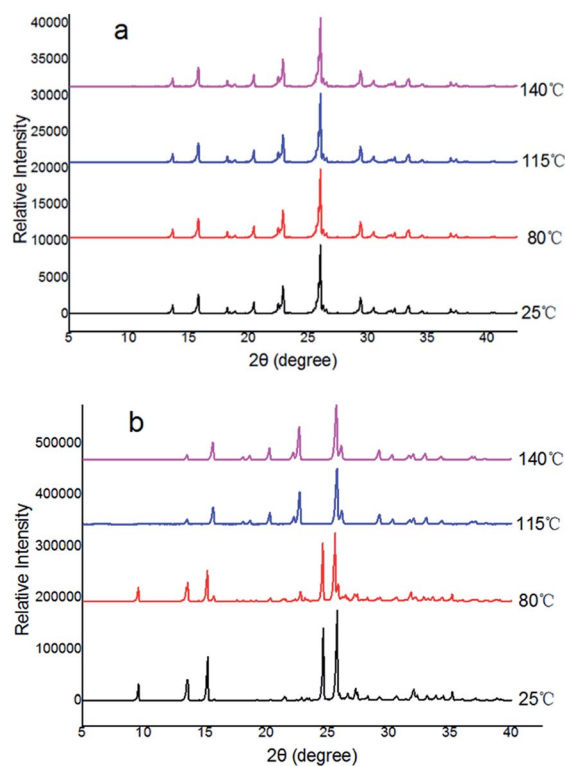 a
40000
35000
30000
25000
20000
15000
10000
5000
0
Relative Intensity
140℃
115℃
80℃
25℃
5 10 15 20 25 30 35 40
2θ (degree)
b
500000
400000
300000
200000
100000
0
Relative Intensity
140℃
115℃
80℃
25℃
5 10 15 20 25 30 35 40
2θ (degree)